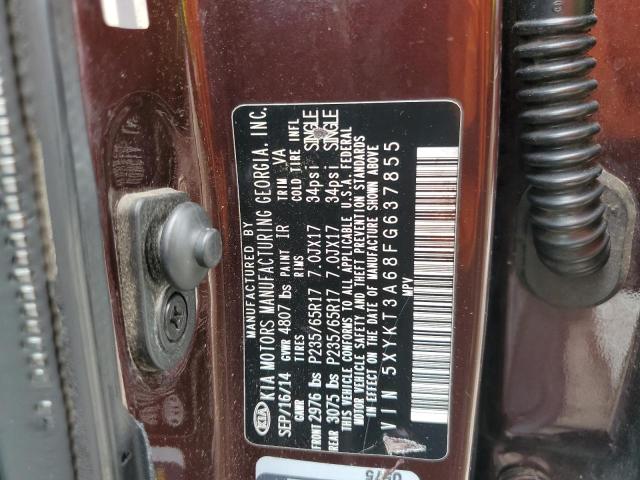 MANUFACTURED BY
KIA KIA MOTORS MANUFACTURING GEORGIA, INC.
SEP/16/14 GVWR 4807 lbs PAINT IR TRIM VA
GAWR TIRES RIMS COLD TIRE INFL
FRONT 2976 lbs P235/65R17 7.00X17 34psi SINGLE
REAR 3075 lbs P235/65R17 7.00X17 34psi SINGLE
THIS VEHICLE CONFORMS TO ALL APPLICABLE U.S.A. FEDERAL
MOTOR VEHICLE SAFETY AND THEFT PREVENTION STANDARDS
IN EFFECT ON THE DATE OF MANUFACTURE SHOWN ABOVE
VIN 5XYKT3A68FG637855
MPV